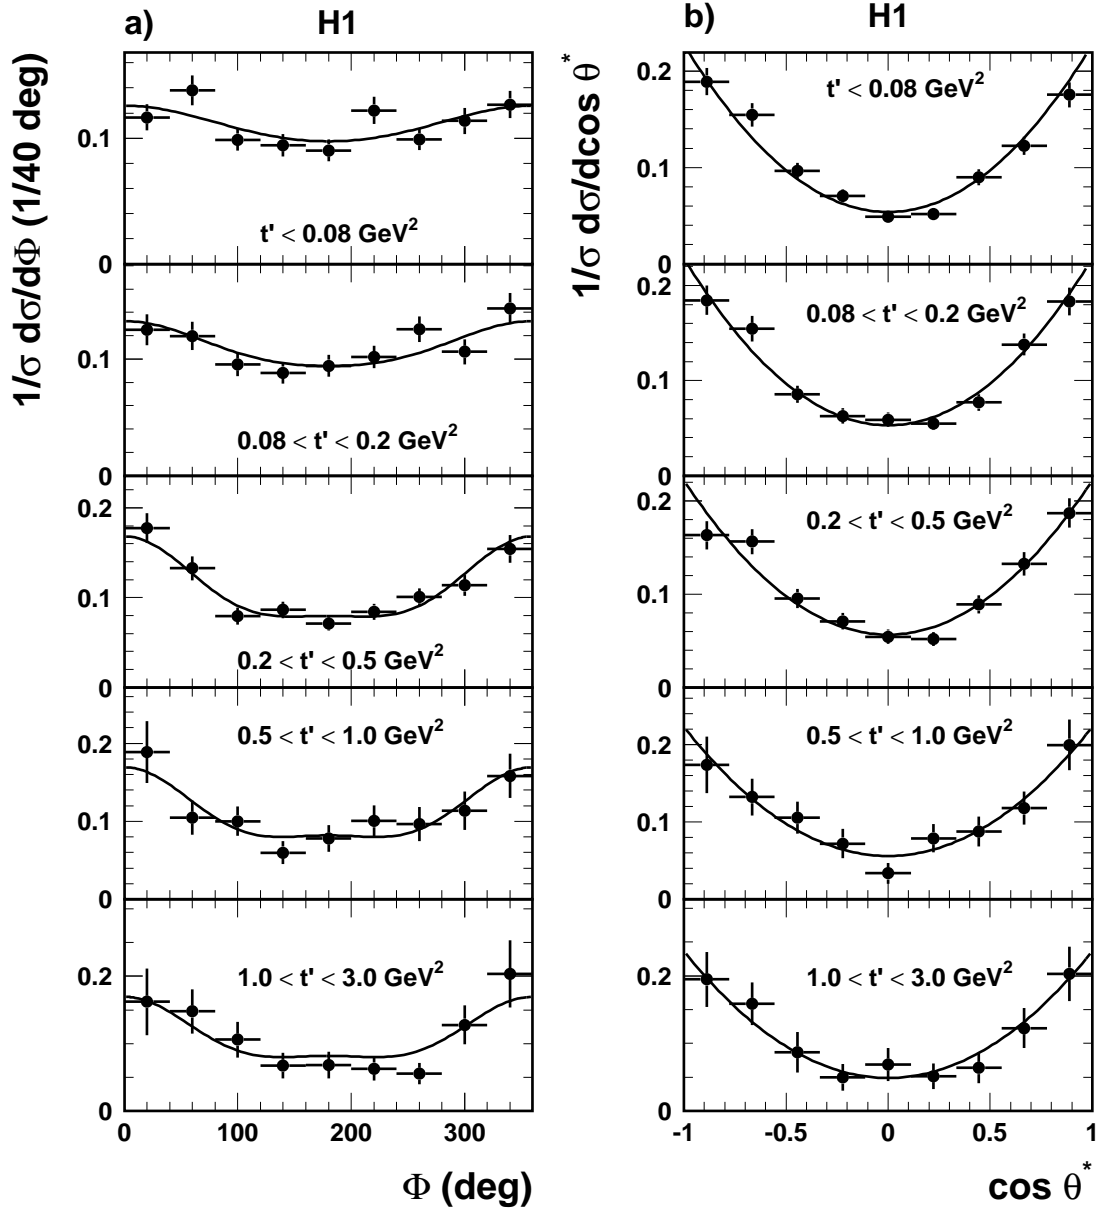 a) H1
1/σ dσ/dΦ (1/40 deg)
0.1
t' < 0.08 GeV²
0
0.1
0.08 < t' < 0.2 GeV²
0
0.2
0.1
0.2 < t' < 0.5 GeV²
0
0.2
0.5 < t' < 1.0 GeV²
0.1
0
0.2
1.0 < t' < 3.0 GeV²
0
0 100 200 300
Φ (deg)
b) H1
1/σ dσ/dcos θ*
0.2
t' < 0.08 GeV²
0.1
0
0.2
0.08 < t' < 0.2 GeV²
0.1
0
0.2
0.2 < t' < 0.5 GeV²
0.1
0
0.2
0.5 < t' < 1.0 GeV²
0.1
0
0.2
1.0 < t' < 3.0 GeV²
0
-1 -0.5 0 0.5 1
cos θ*